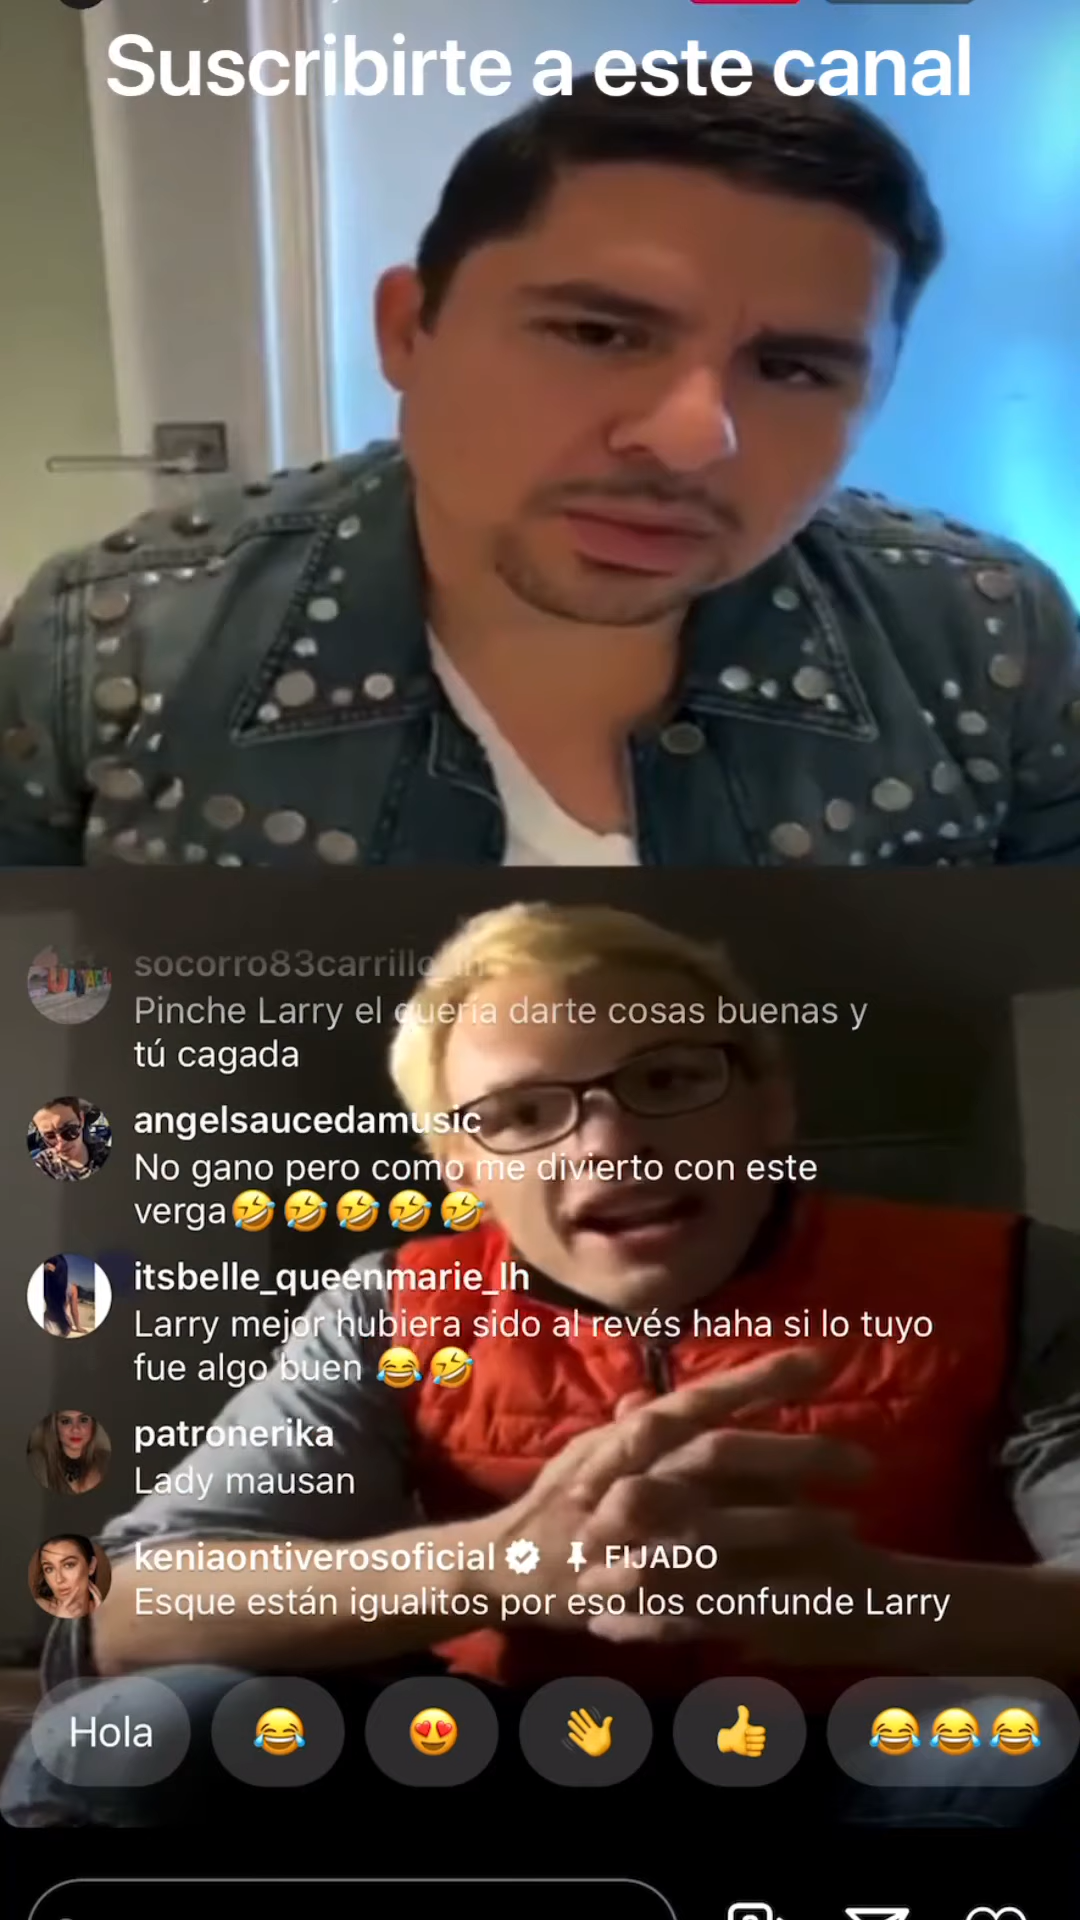 Suscribirte a este canal
socorro83carrillo_lh
Pinche Larry el quería darte cosas buenas y
tú cagada
angelsaucedamusic
No gano pero como me divierto con este
verga🤣🤣🤣🤣🤣
itsbelle_queenmarie_lh
Larry mejor hubiera sido al revés haha si lo tuyo
fue algo buen 😂🤣
patronerika
Lady mausan
keniaontiverosoficial FIJADO
Esque están igualitos por eso los confunde Larry
Hola 😂 😍 👋 👍 😂😂😂